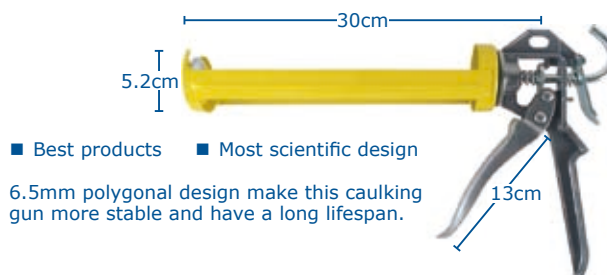 30cm
5.2cm
■ Best products ■ Most scientific design
6.5mm polygonal design make this caulking
gun more stable and have a long lifespan.
13cm